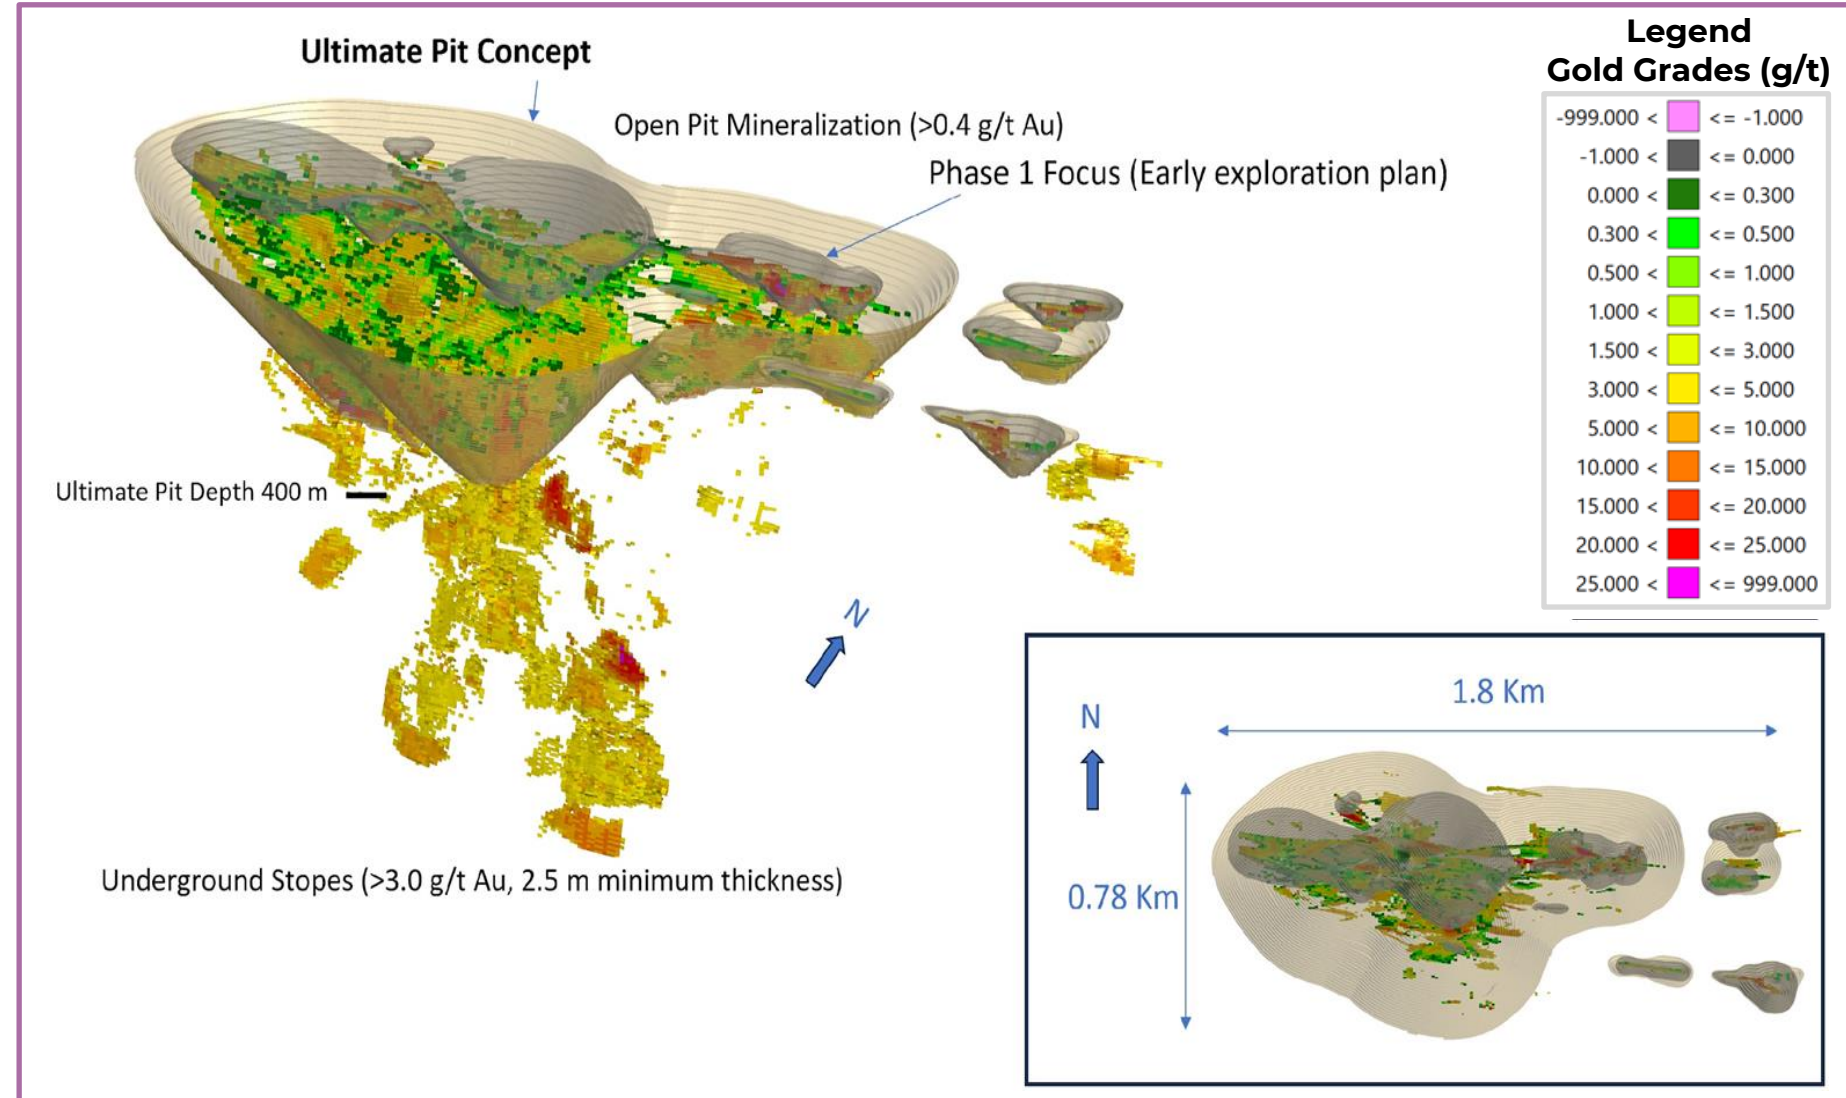 Ultimate Pit Concept
Open Pit Mineralization (>0.4 g/t Au)
Phase 1 Focus (Early exploration plan)
Ultimate Pit Depth 400 m
N
Underground Stopes (>3.0 g/t Au, 2.5 m minimum thickness)
Legend
Gold Grades (g/t)
-999.000 < <= -1.000
-1.000 < <= 0.000
0.000 < <= 0.300
0.300 < <= 0.500
0.500 < <= 1.000
1.000 < <= 1.500
1.500 < <= 3.000
3.000 < <= 5.000
5.000 < <= 10.000
10.000 < <= 15.000
15.000 < <= 20.000
20.000 < <= 25.000
25.000 < <= 999.000
1.8 Km
N
0.78 Km